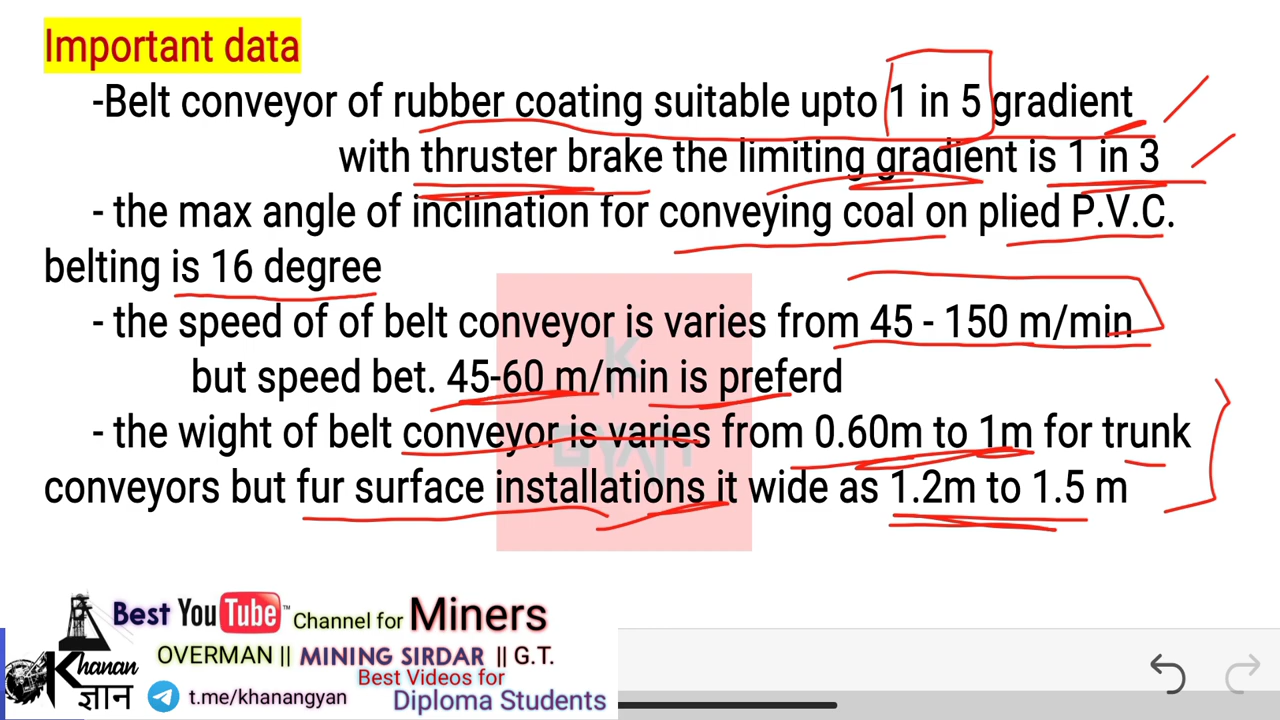 Important data
-Belt conveyor of rubber coating suitable upto 1 in 5 gradient
with thruster brake the limiting gradient is 1 in 3
- the max angle of inclination for conveying coal on plied P.V.C.
belting is 16 degree
- the speed of of belt conveyor is varies from 45 - 150 m/min
but speed bet. 45-60 m/min is preferd
- the wight of belt conveyor is varies from 0.60m to 1m for trunk
conveyors but fur surface installations it wide as 1.2m to 1.5 m
K
GYAN
Best YouTube™ Channel for Miners
OVERMAN || MINING SIRDAR || G.T.
Best Videos for
Diploma Students
Khanan
ज्ञान
t.me/khanangyan